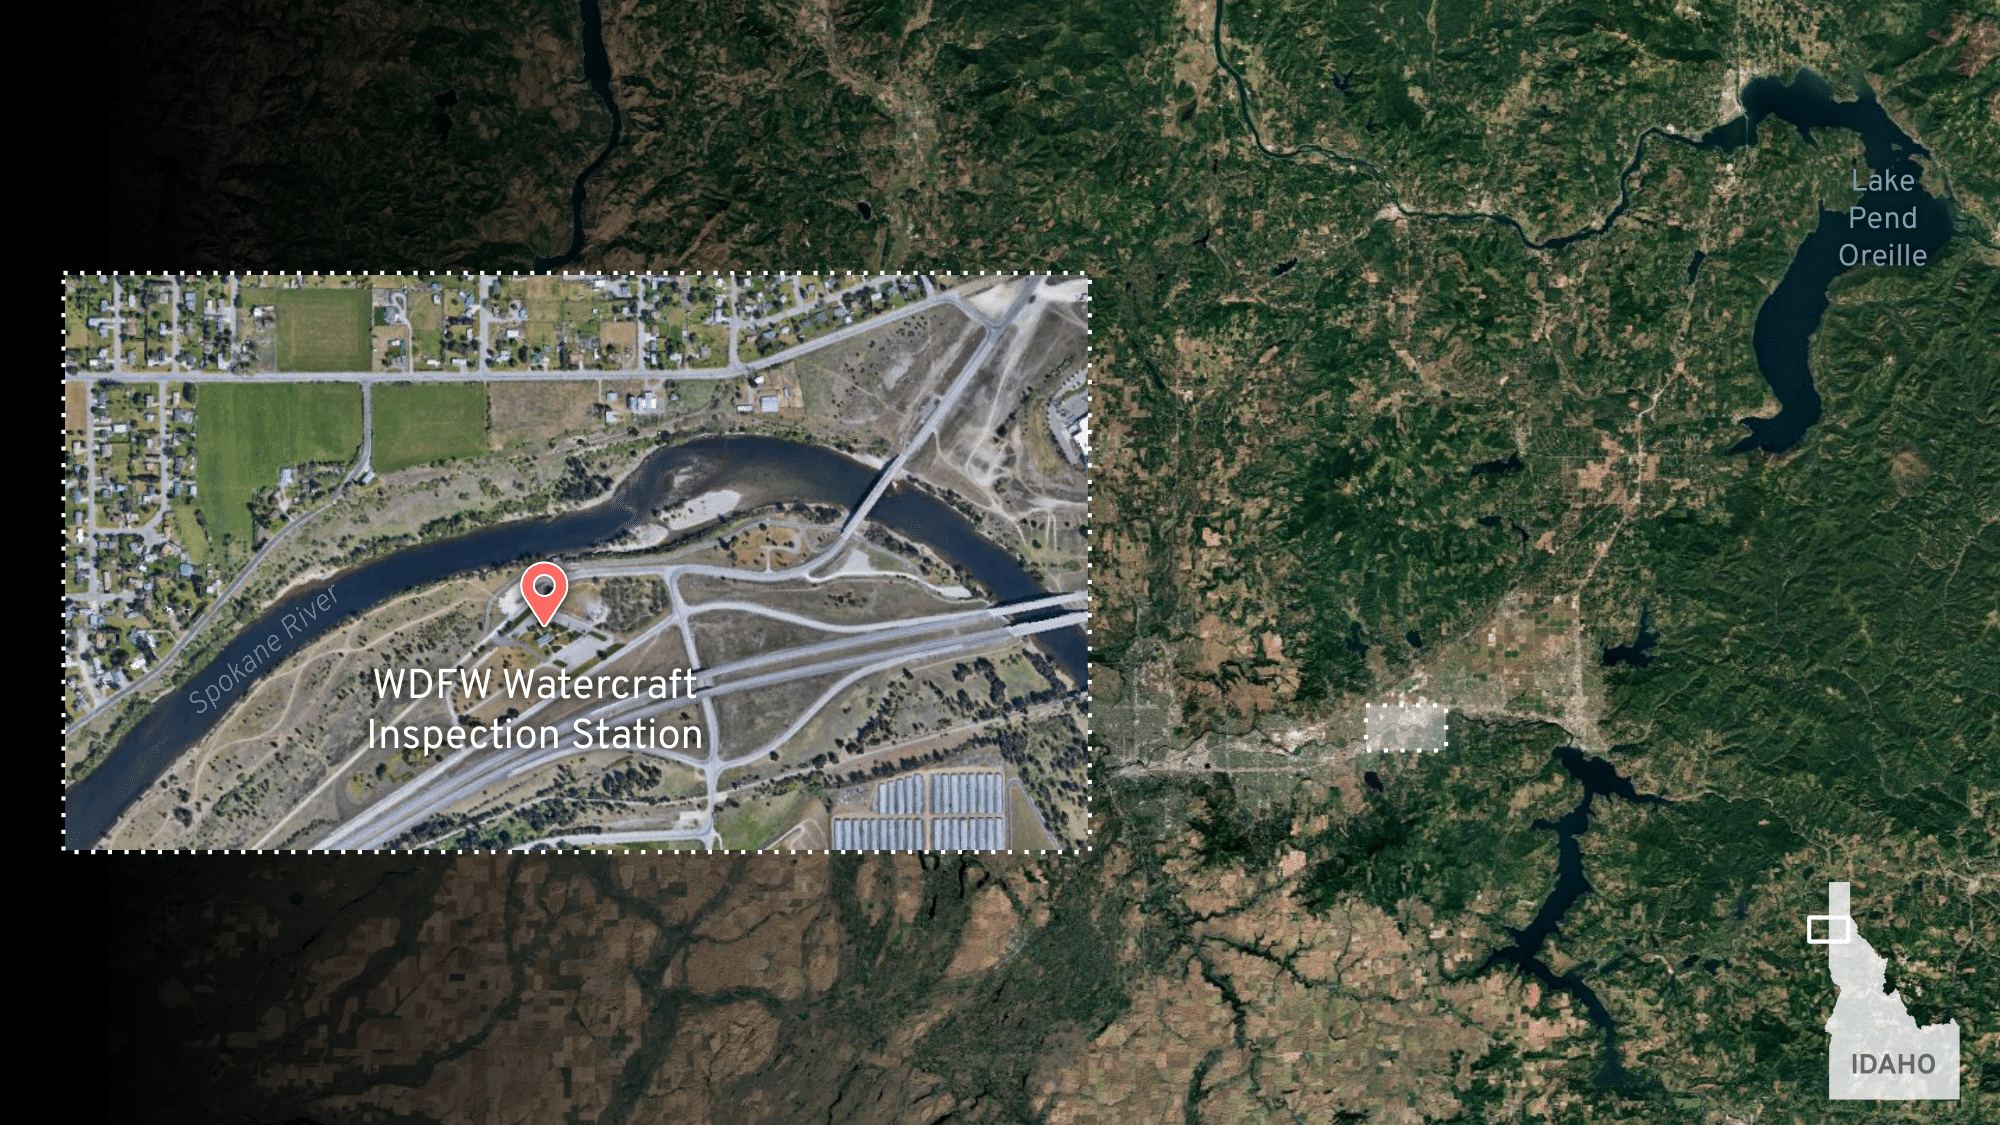 Lake
Pend
Oreille
Spokane River
WDFW Watercraft
Inspection Station
IDAHO